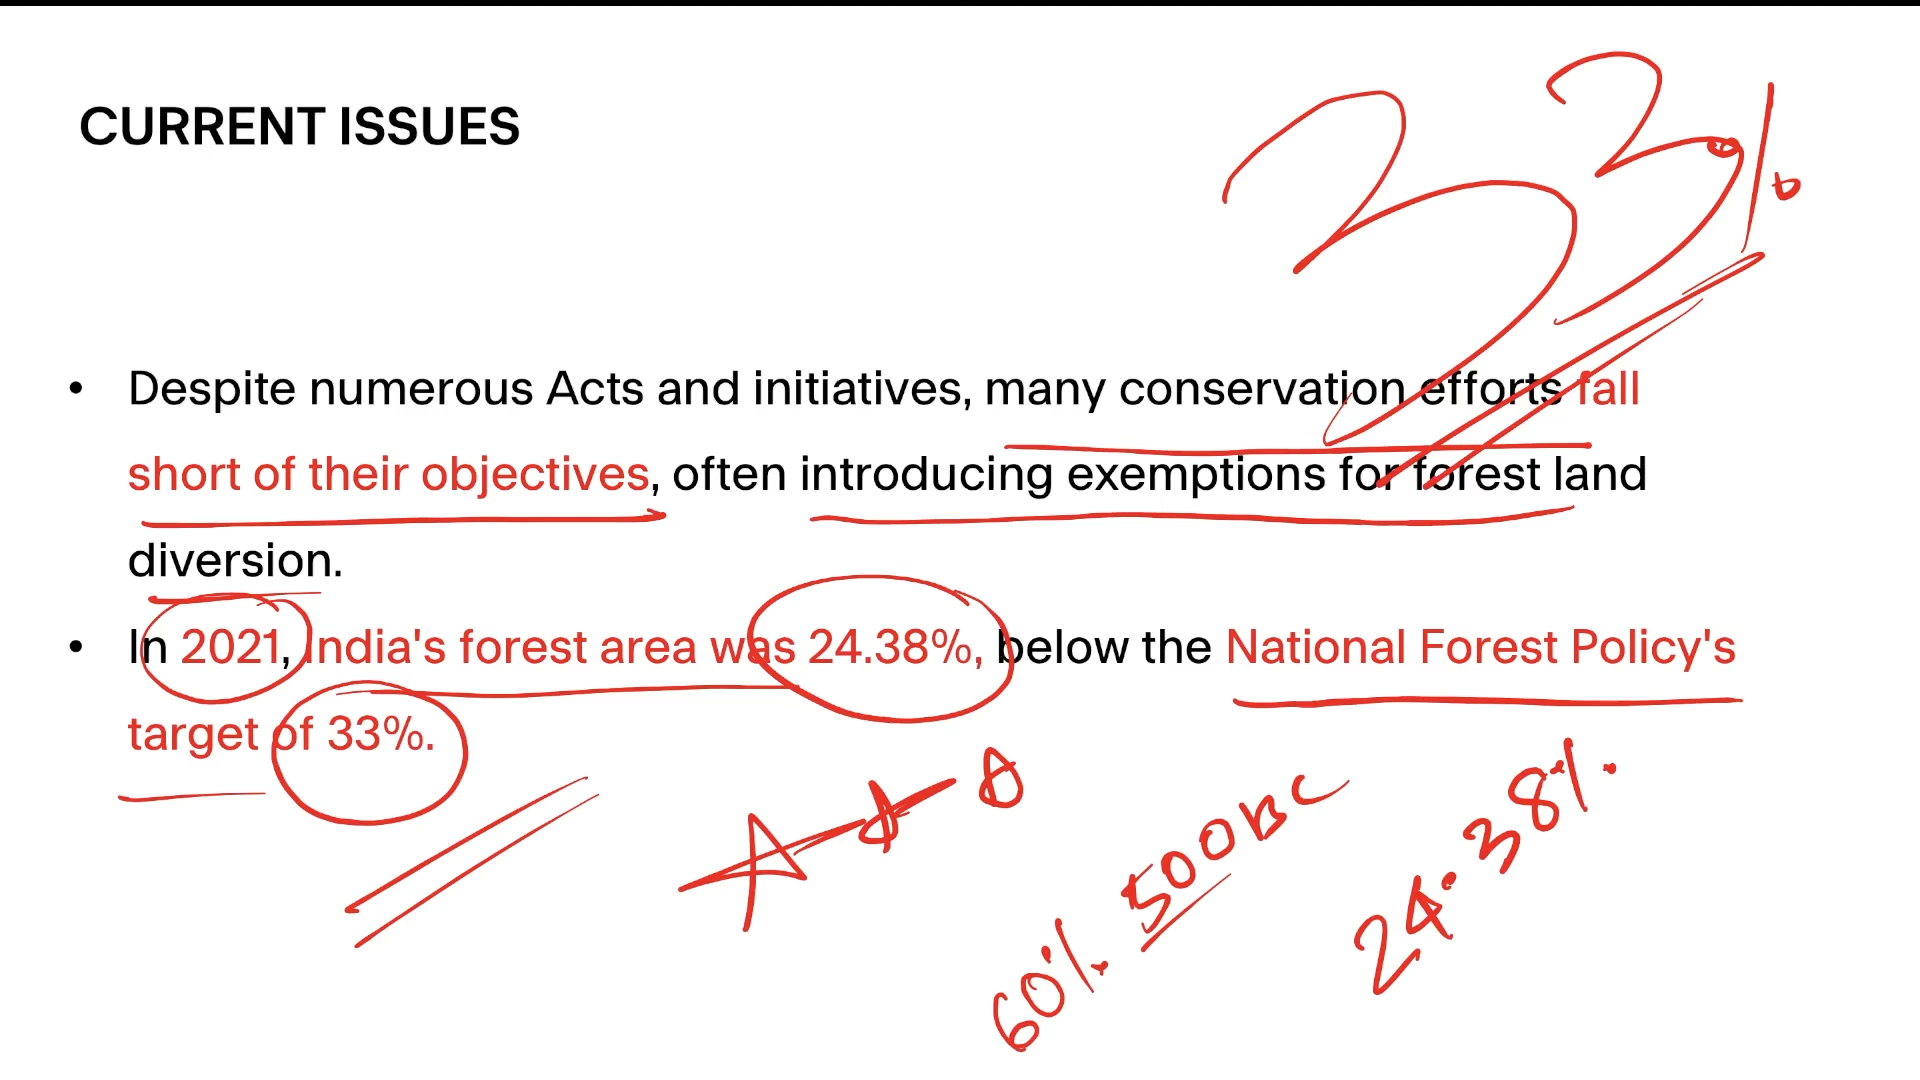 CURRENT ISSUES
33%
• Despite numerous Acts and initiatives, many conservation efforts fall
short of their objectives, often introducing exemptions for forest land
diversion.
• In 2021, India's forest area was 24.38%, below the National Forest Policy's
target of 33%.
60% 500BC
24.38%